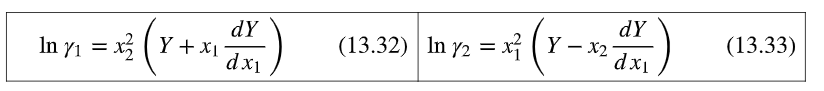 ln γ₁ = x₂² (Y + x₁ dY/dx₁) (13.32) ln γ₂ = x₁² (Y − x₂ dY/dx₁) (13.33)